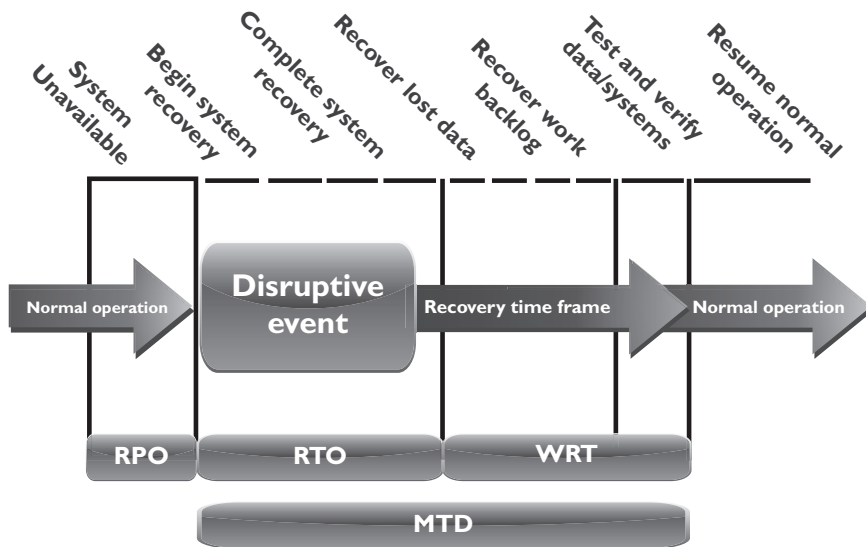 System
Unavailable
Begin system
recovery
Complete system
recovery
Recover lost data
Recover work
backlog
Test and verify
data/systems
Resume normal
operation
Normal operation
Disruptive
event
Recovery time frame
Normal operation
RPO
RTO
WRT
MTD